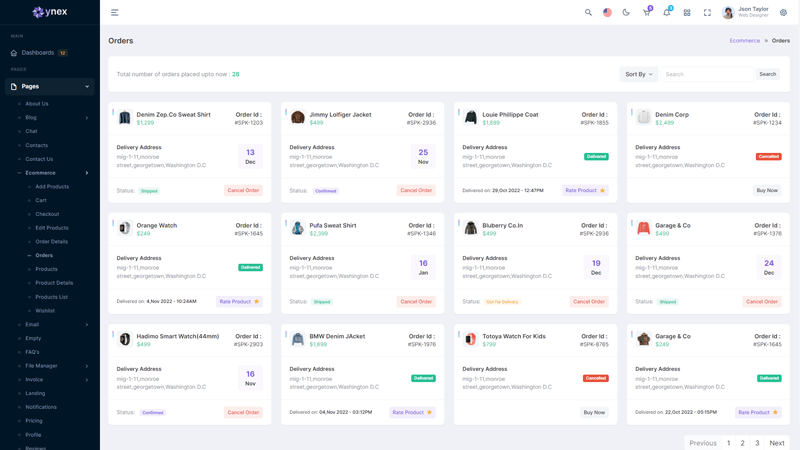 ynex
5
5
Json Taylor
Web Designer
MAIN
Dashboards 12
PAGES
Pages
About Us
Blog
Chat
Contacts
Contact Us
Ecommerce
Add Products
Cart
Checkout
Edit Products
Order Details
Orders
Products
Product Details
Products List
Wishlist
Email
Empty
FAQ's
File Manager
Invoice
Landing
Notifications
Pricing
Profile
Reviews
Orders
Ecommerce » Orders
Total number of orders placed upto now : 28
Sort By
Search
Search
Denim Zep.Co Sweat Shirt
$1,299
Order Id :
#SPK-1203
Delivery Address
mig-1-11,monroe
street,georgetown,Washington D.C
13
Dec
Status: Shipped
Cancel Order
Jimmy Lolfiger Jacket
$499
Order Id :
#SPK-2936
Delivery Address
mig-1-11,monroe
street,georgetown,Washington D.C
25
Nov
Status: Confirmed
Cancel Order
Louie Phillippe Coat
$1,899
Order Id :
#SPK-1855
Delivery Address
mig-1-11,monroe
street,georgetown,Washington D.C
Delivered
Delivered on: 29,Oct 2022 - 12:47PM
Rate Product
Denim Corp
$2,499
Order Id :
#SPK-1234
Delivery Address
mig-1-11,monroe
street,georgetown,Washington D.C
Cancelled
Buy Now
Orange Watch
$249
Order Id :
#SPK-1645
Delivery Address
mig-1-11,monroe
street,georgetown,Washington D.C
Delivered
Delivered on: 4,Nov 2022 - 10:24AM
Rate Product
Pufa Sweat Shirt
$2,399
Order Id :
#SPK-1346
Delivery Address
mig-1-11,monroe
street,georgetown,Washington D.C
16
Jan
Status: Shipped
Cancel Order
Bluberry Co.In
$499
Order Id :
#SPK-2936
Delivery Address
mig-1-11,monroe
street,georgetown,Washington D.C
19
Dec
Status: Out for Delivery
Cancel Order
Garage & Co
$499
Order Id :
#SPK-1376
Delivery Address
mig-1-11,monroe
street,georgetown,Washington D.C
24
Dec
Status: Shipped
Cancel Order
Hadimo Smart Watch(44mm)
$499
Order Id :
#SPK-2903
Delivery Address
mig-1-11,monroe
street,georgetown,Washington D.C
16
Nov
Status: Confirmed
Cancel Order
BMW Denim JAcket
$1,899
Order Id :
#SPK-1976
Delivery Address
mig-1-11,monroe
street,georgetown,Washington D.C
Delivered
Delivered on: 04,Nov 2022 - 03:12PM
Rate Product
Totoya Watch For Kids
$799
Order Id :
#SPK-8765
Delivery Address
mig-1-11,monroe
street,georgetown,Washington D.C
Cancelled
Buy Now
Garage & Co
$249
Order Id :
#SPK-1645
Delivery Address
mig-1-11,monroe
street,georgetown,Washington D.C
Delivered
Delivered on: 22,Oct 2022 - 05:15PM
Rate Product
Previous 1 2 3 Next